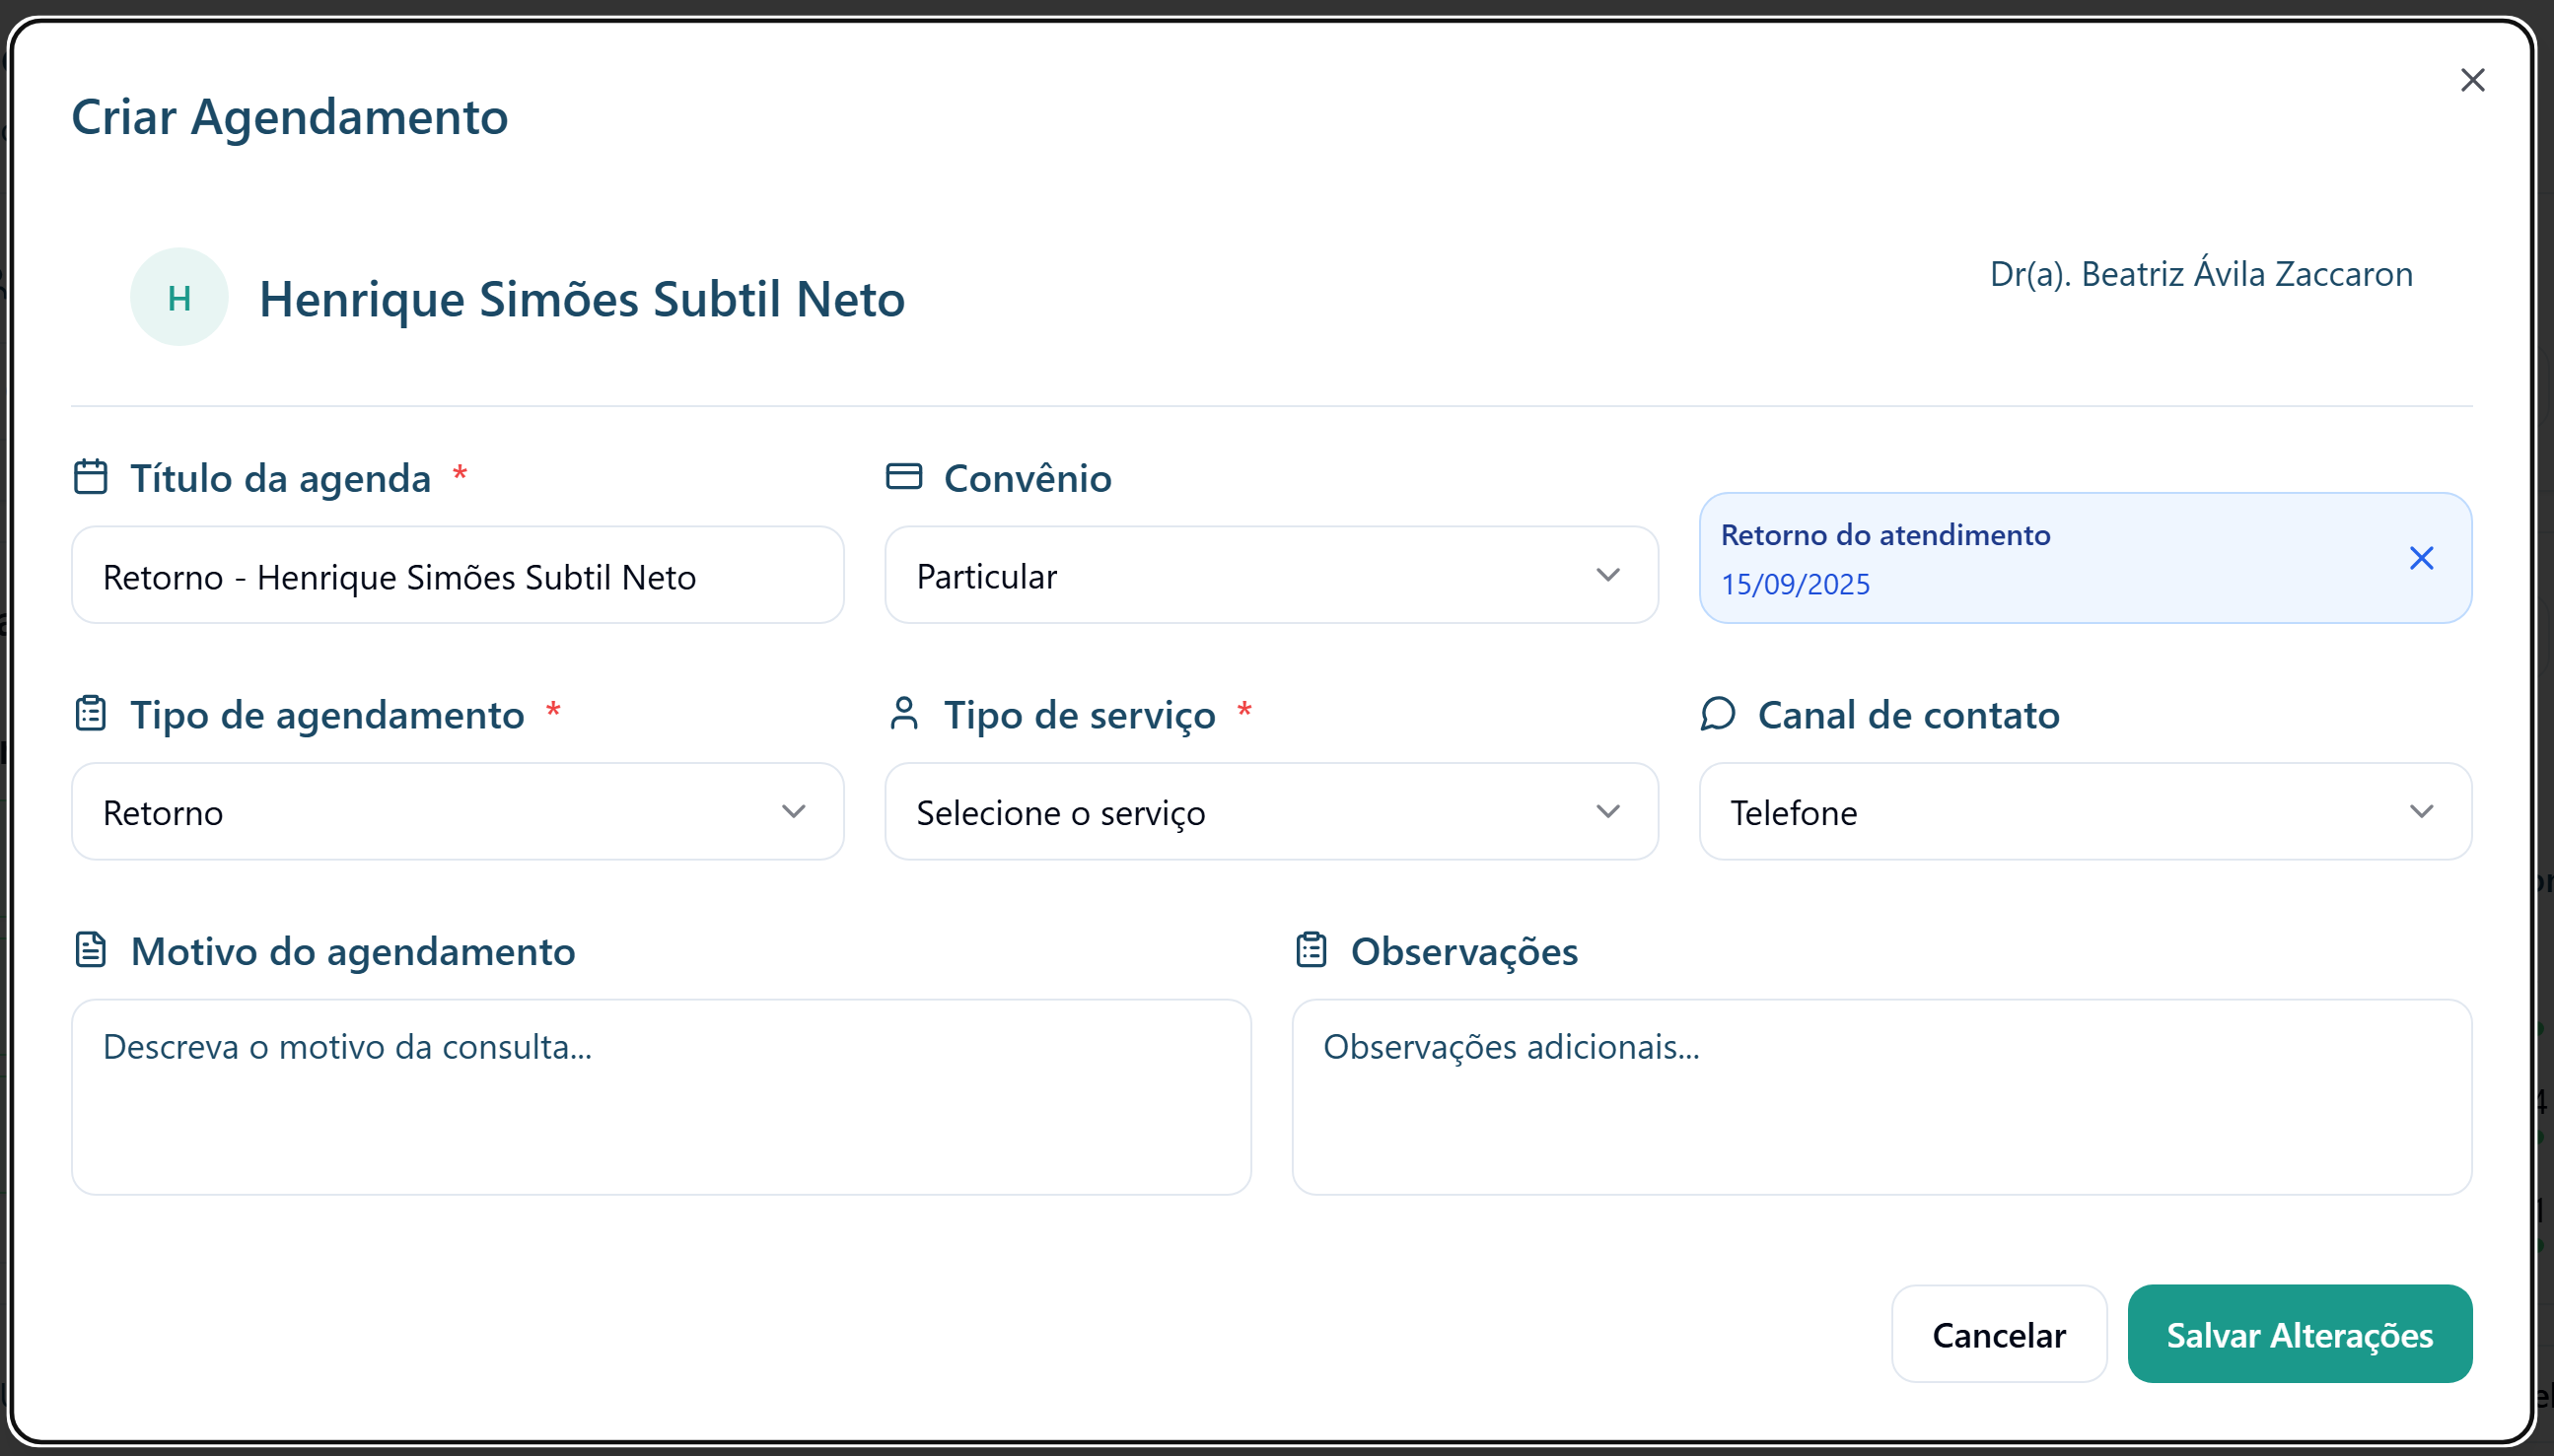 Criar Agendamento
H
Henrique Simões Subtil Neto
Dr(a). Beatriz Ávila Zaccaron
Título da agenda *
Convênio
Retorno - Henrique Simões Subtil Neto
Particular
Retorno do atendimento
15/09/2025
Tipo de agendamento *
Tipo de serviço *
Canal de contato
Retorno
Selecione o serviço
Telefone
Motivo do agendamento
Observações
Descreva o motivo da consulta...
Observações adicionais...
Cancelar
Salvar Alterações